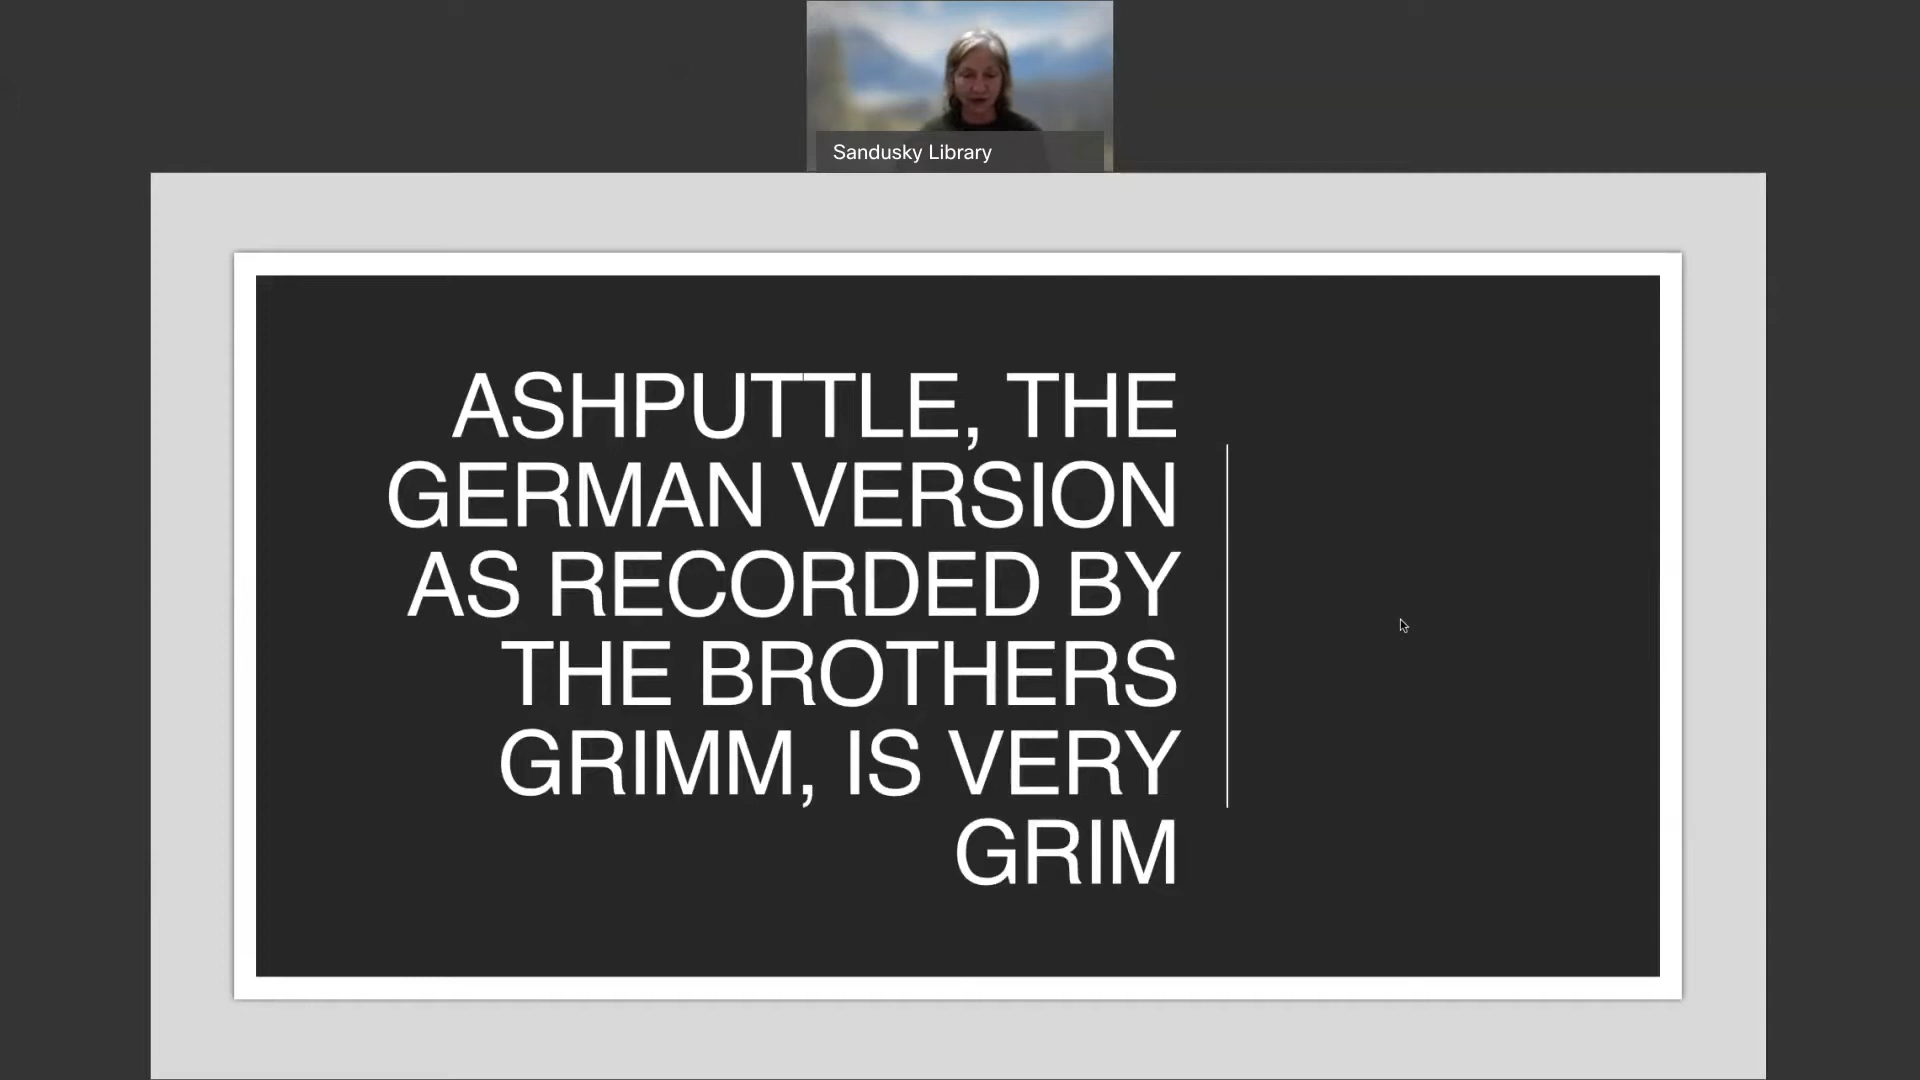 Sandusky Library
ASHPUTTLE, THE
GERMAN VERSION
AS RECORDED BY
THE BROTHERS
GRIMM, IS VERY
GRIM